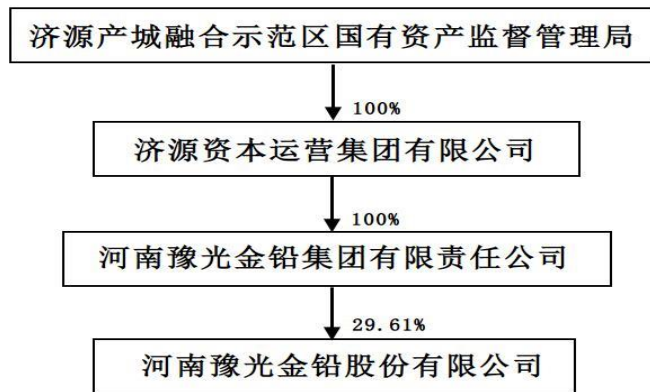 济源产城融合示范区国有资产监督管理局
100%
济源资本运营集团有限公司
100%
河南豫光金铅集团有限责任公司
29.61%
河南豫光金铅股份有限公司